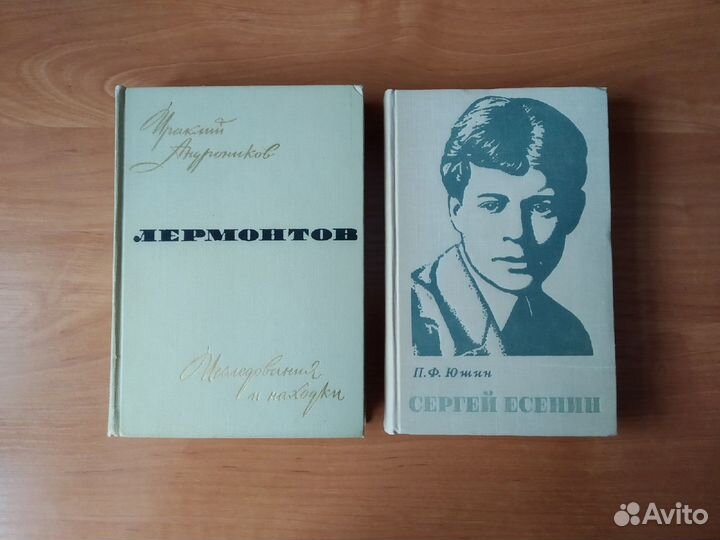 Ираклий
Андроников
ЛЕРМОНТОВ
Исследования
и находки
П.Ф. Юшин
СЕРГЕЙ ЕСЕНИН
Avito